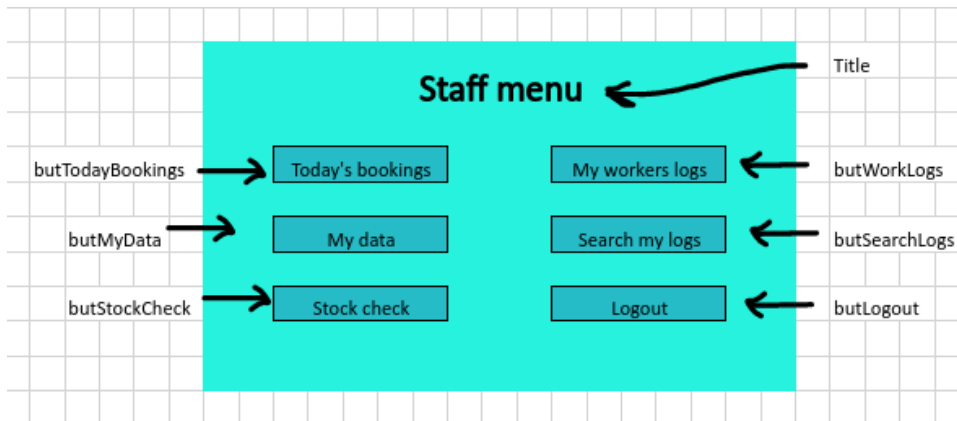 Title
Staff menu
butTodayBookings
Today's bookings
My workers logs
butWorkLogs
butMyData
My data
Search my logs
butSearchLogs
butStockCheck
Stock check
Logout
butLogout